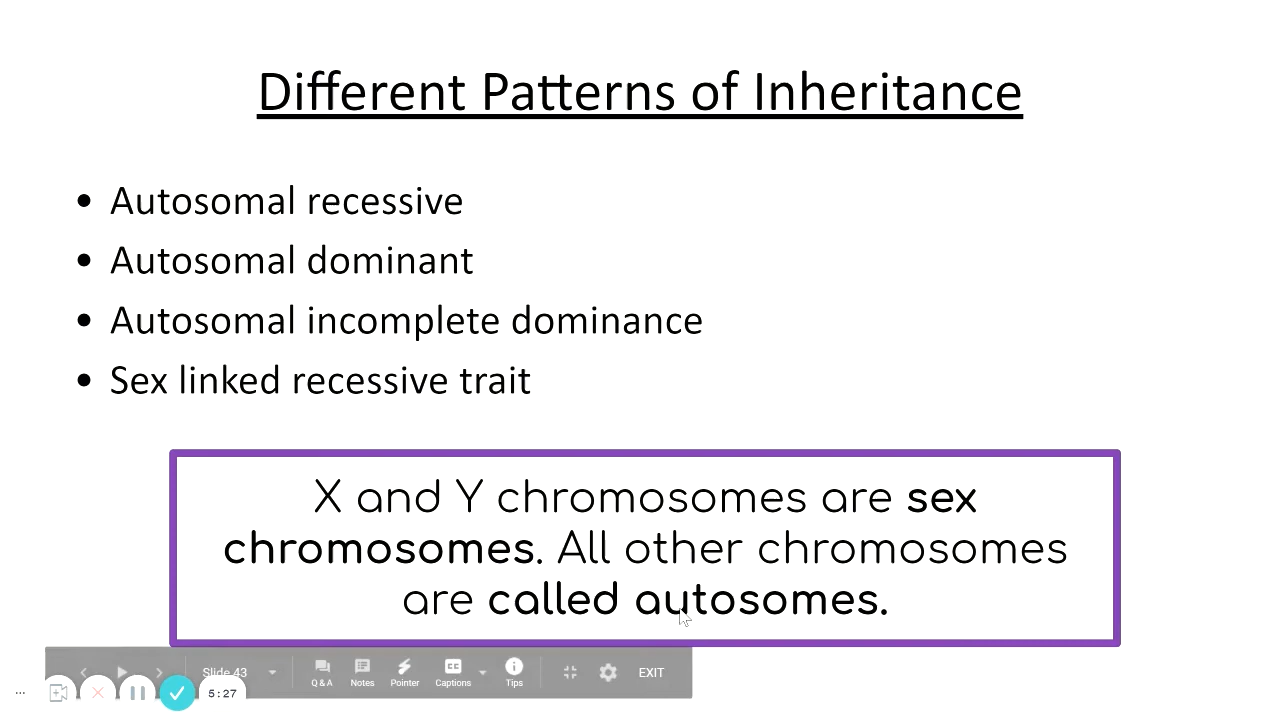 Different Patterns of Inheritance
• Autosomal recessive
• Autosomal dominant
• Autosomal incomplete dominance
• Sex linked recessive trait
X and Y chromosomes are sex
chromosomes. All other chromosomes
are called autosomes.
Slide 43
Q & A Notes Pointer Captions Tips EXIT
... 5:27